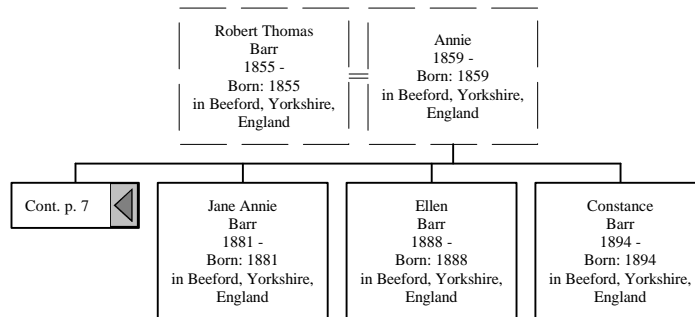 Robert Thomas
Barr
1855 -
Born: 1855
in Beeford, Yorkshire,
England
Annie
1859 -
Born: 1859
in Beeford, Yorkshire,
England
Cont. p. 7
Jane Annie
Barr
1881 -
Born: 1881
in Beeford, Yorkshire,
England
Ellen
Barr
1888 -
Born: 1888
in Beeford, Yorkshire,
England
Constance
Barr
1894 -
Born: 1894
in Beeford, Yorkshire,
England